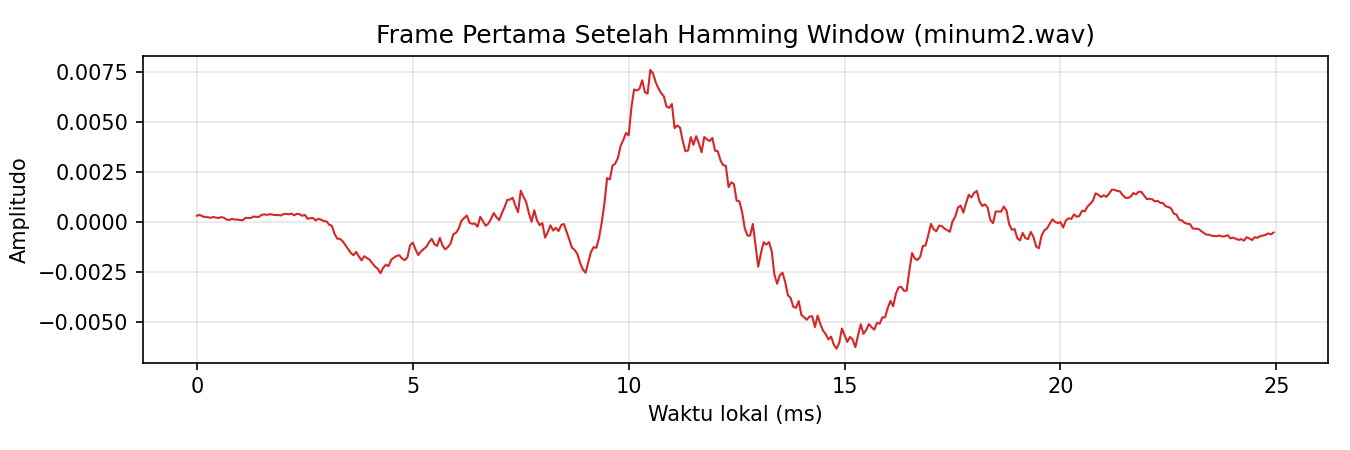 Frame Pertama Setelah Hamming Window (minum2.wav)
Amplitudo
0.0075
0.0050
0.0025
0.0000
−0.0025
−0.0050
0 5 10 15 20 25
Waktu lokal (ms)